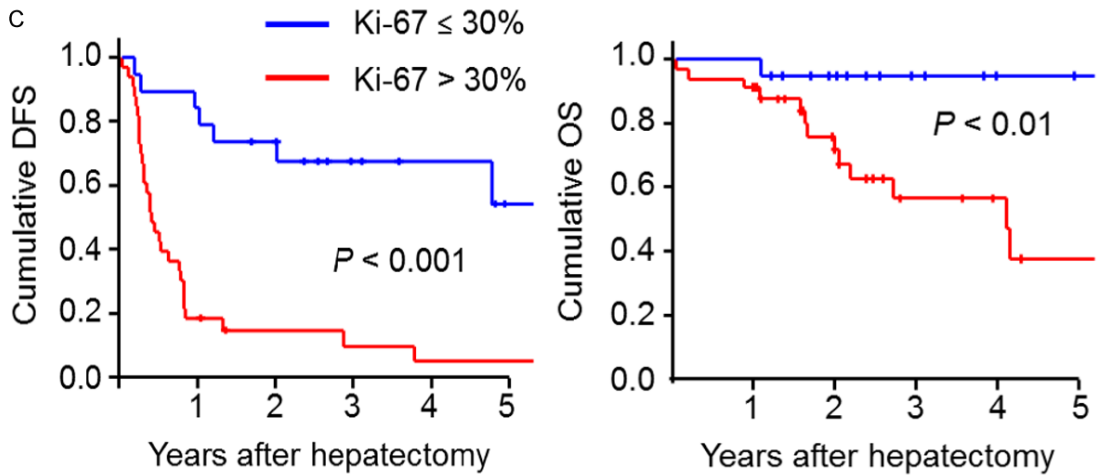 C
Ki-67 ≤ 30%
Ki-67 > 30%
Cumulative DFS
1.0
0.8
0.6
0.4
0.2
0.0
P < 0.001
1 2 3 4 5
Years after hepatectomy
Cumulative OS
1.0
0.8
0.6
0.4
0.2
0.0
P < 0.01
1 2 3 4 5
Years after hepatectomy